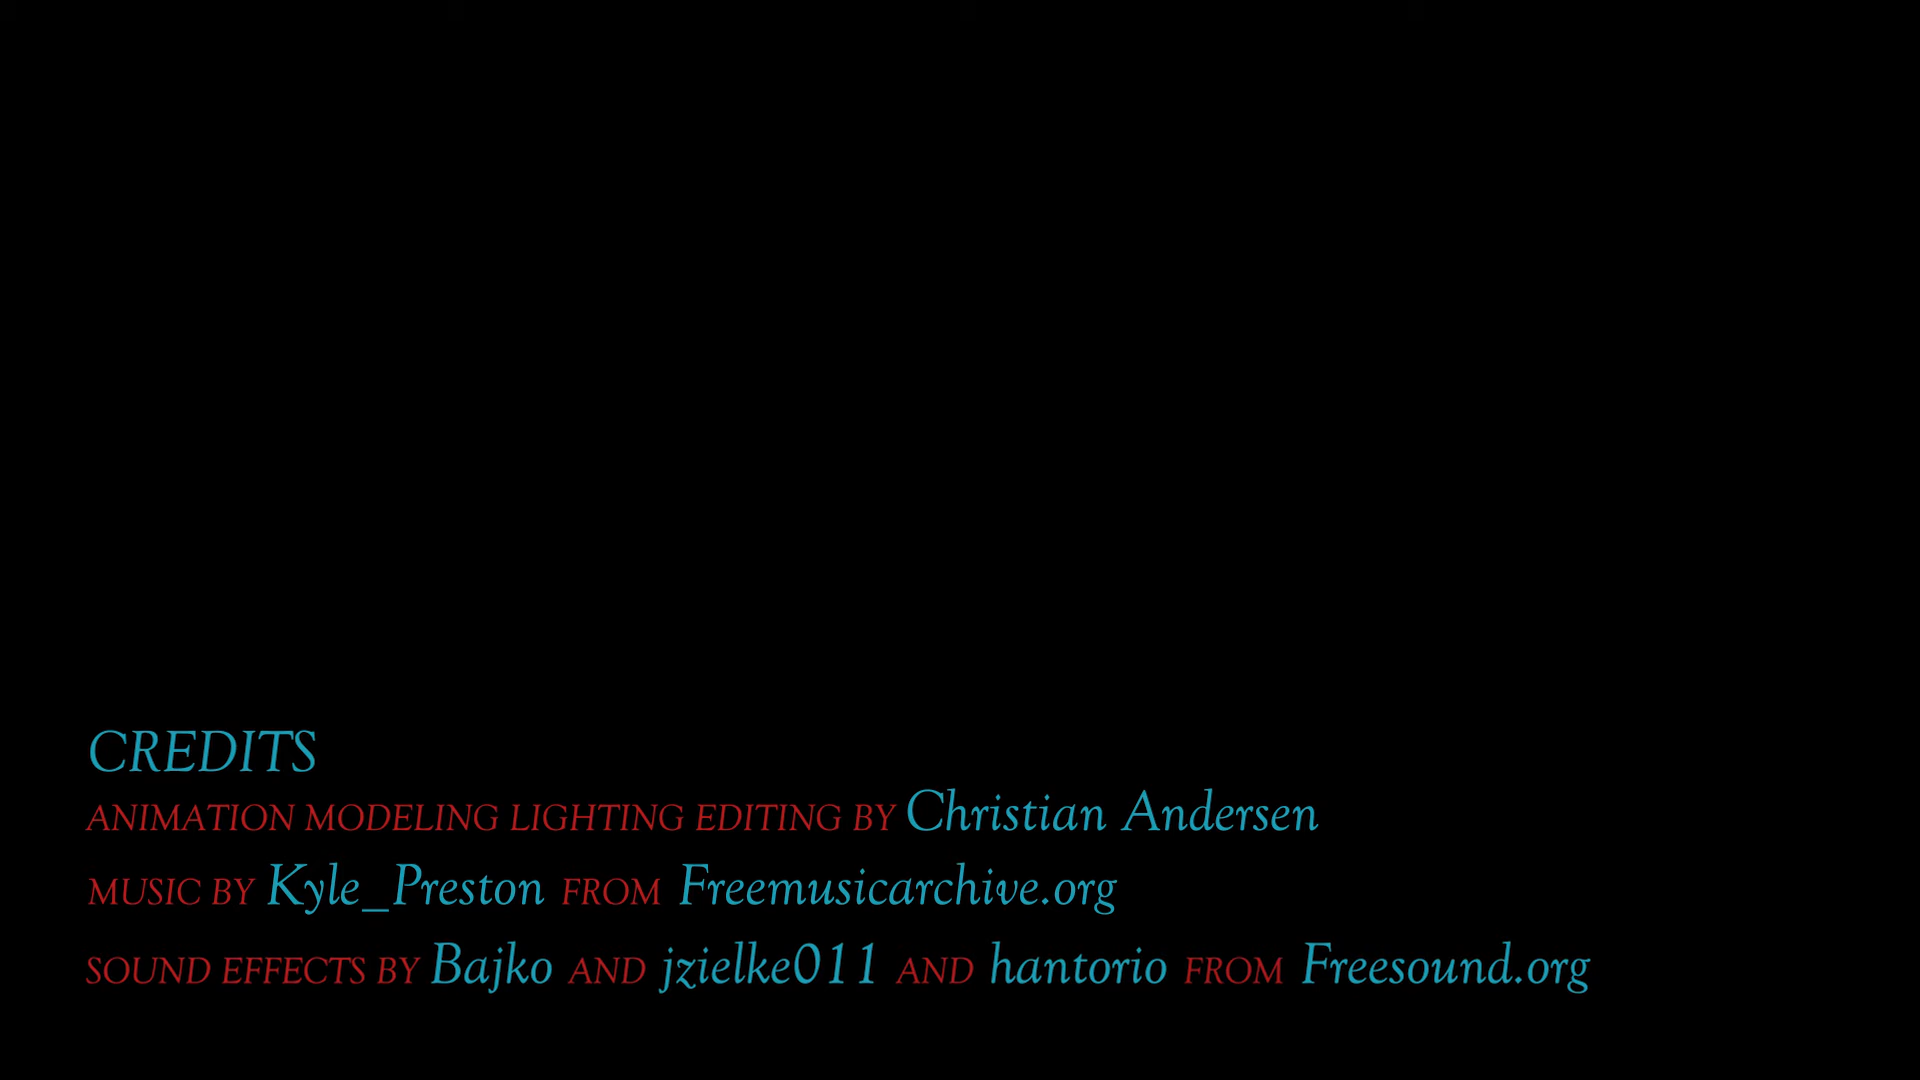 CREDITS
ANIMATION MODELING LIGHTING EDITING BY Christian Andersen
MUSIC BY Kyle_Preston FROM Freemusicarchive.org
SOUND EFFECTS BY Bajko AND jzielke011 AND hantorio FROM Freesound.org